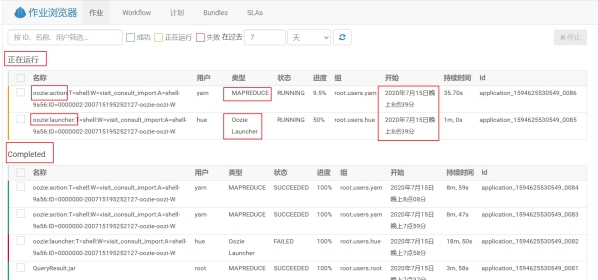 作业浏览器 作业 Workflow 计划 Bundles SLAs
按 ID、名称、用户筛选... 成功 正在运行 失败 在过去 7 天 停止
正在运行
名称 用户 类型 状态 进度 组 开始 持续时间 Id
oozie:action:T=shell:W=visit_consult_import:A=shell- yarn MAPREDUCE RUNNING 9.5% root.users.yarn 2020年7月15日晚 35.70s application_1594625530549_0086
9a56:ID=0000002-200715195252127-oozie-oozi-W 上8点39分
oozie:launcher:T=shell:W=visit_consult_import:A=shell- hue Oozie RUNNING 50% root.users.hue 2020年7月15日晚 1m, 0s application_1594625530549_0085
9a56:ID=0000002-200715195252127-oozie-oozi-W Launcher 上8点39分
Completed
名称 用户 类型 状态 进度 组 开始 持续时间 Id
oozie:action:T=shell:W=visit_consult_import:A=shell- yarn MAPREDUCE SUCCEEDED 100% root.users.yarn 2020年7月15日 8m, 59s application_1594625530549_0084
9a56:ID=0000000-200715195252127-oozie-oozi-W 晚上8点08分
oozie:action:T=shell:W=visit_consult_import:A=shell- yarn MAPREDUCE SUCCEEDED 100% root.users.yarn 2020年7月15日 8m, 47s application_1594625530549_0083
9a56:ID=0000000-200715195252127-oozie-oozi-W 晚上7点59分
oozie:launcher:T=shell:W=visit_consult_import:A=shell- hue Oozie FAILED 100% root.users.hue 2020年7月15日 18m, 50s application_1594625530549_0082
9a56:ID=0000000-200715195252127-oozie-oozi-W Launcher 晚上7点58分
QueryResult.jar root MAPREDUCE SUCCEEDED 100% root.users.root 2020年7月15日 3m, 58s application_1594625530549_0081